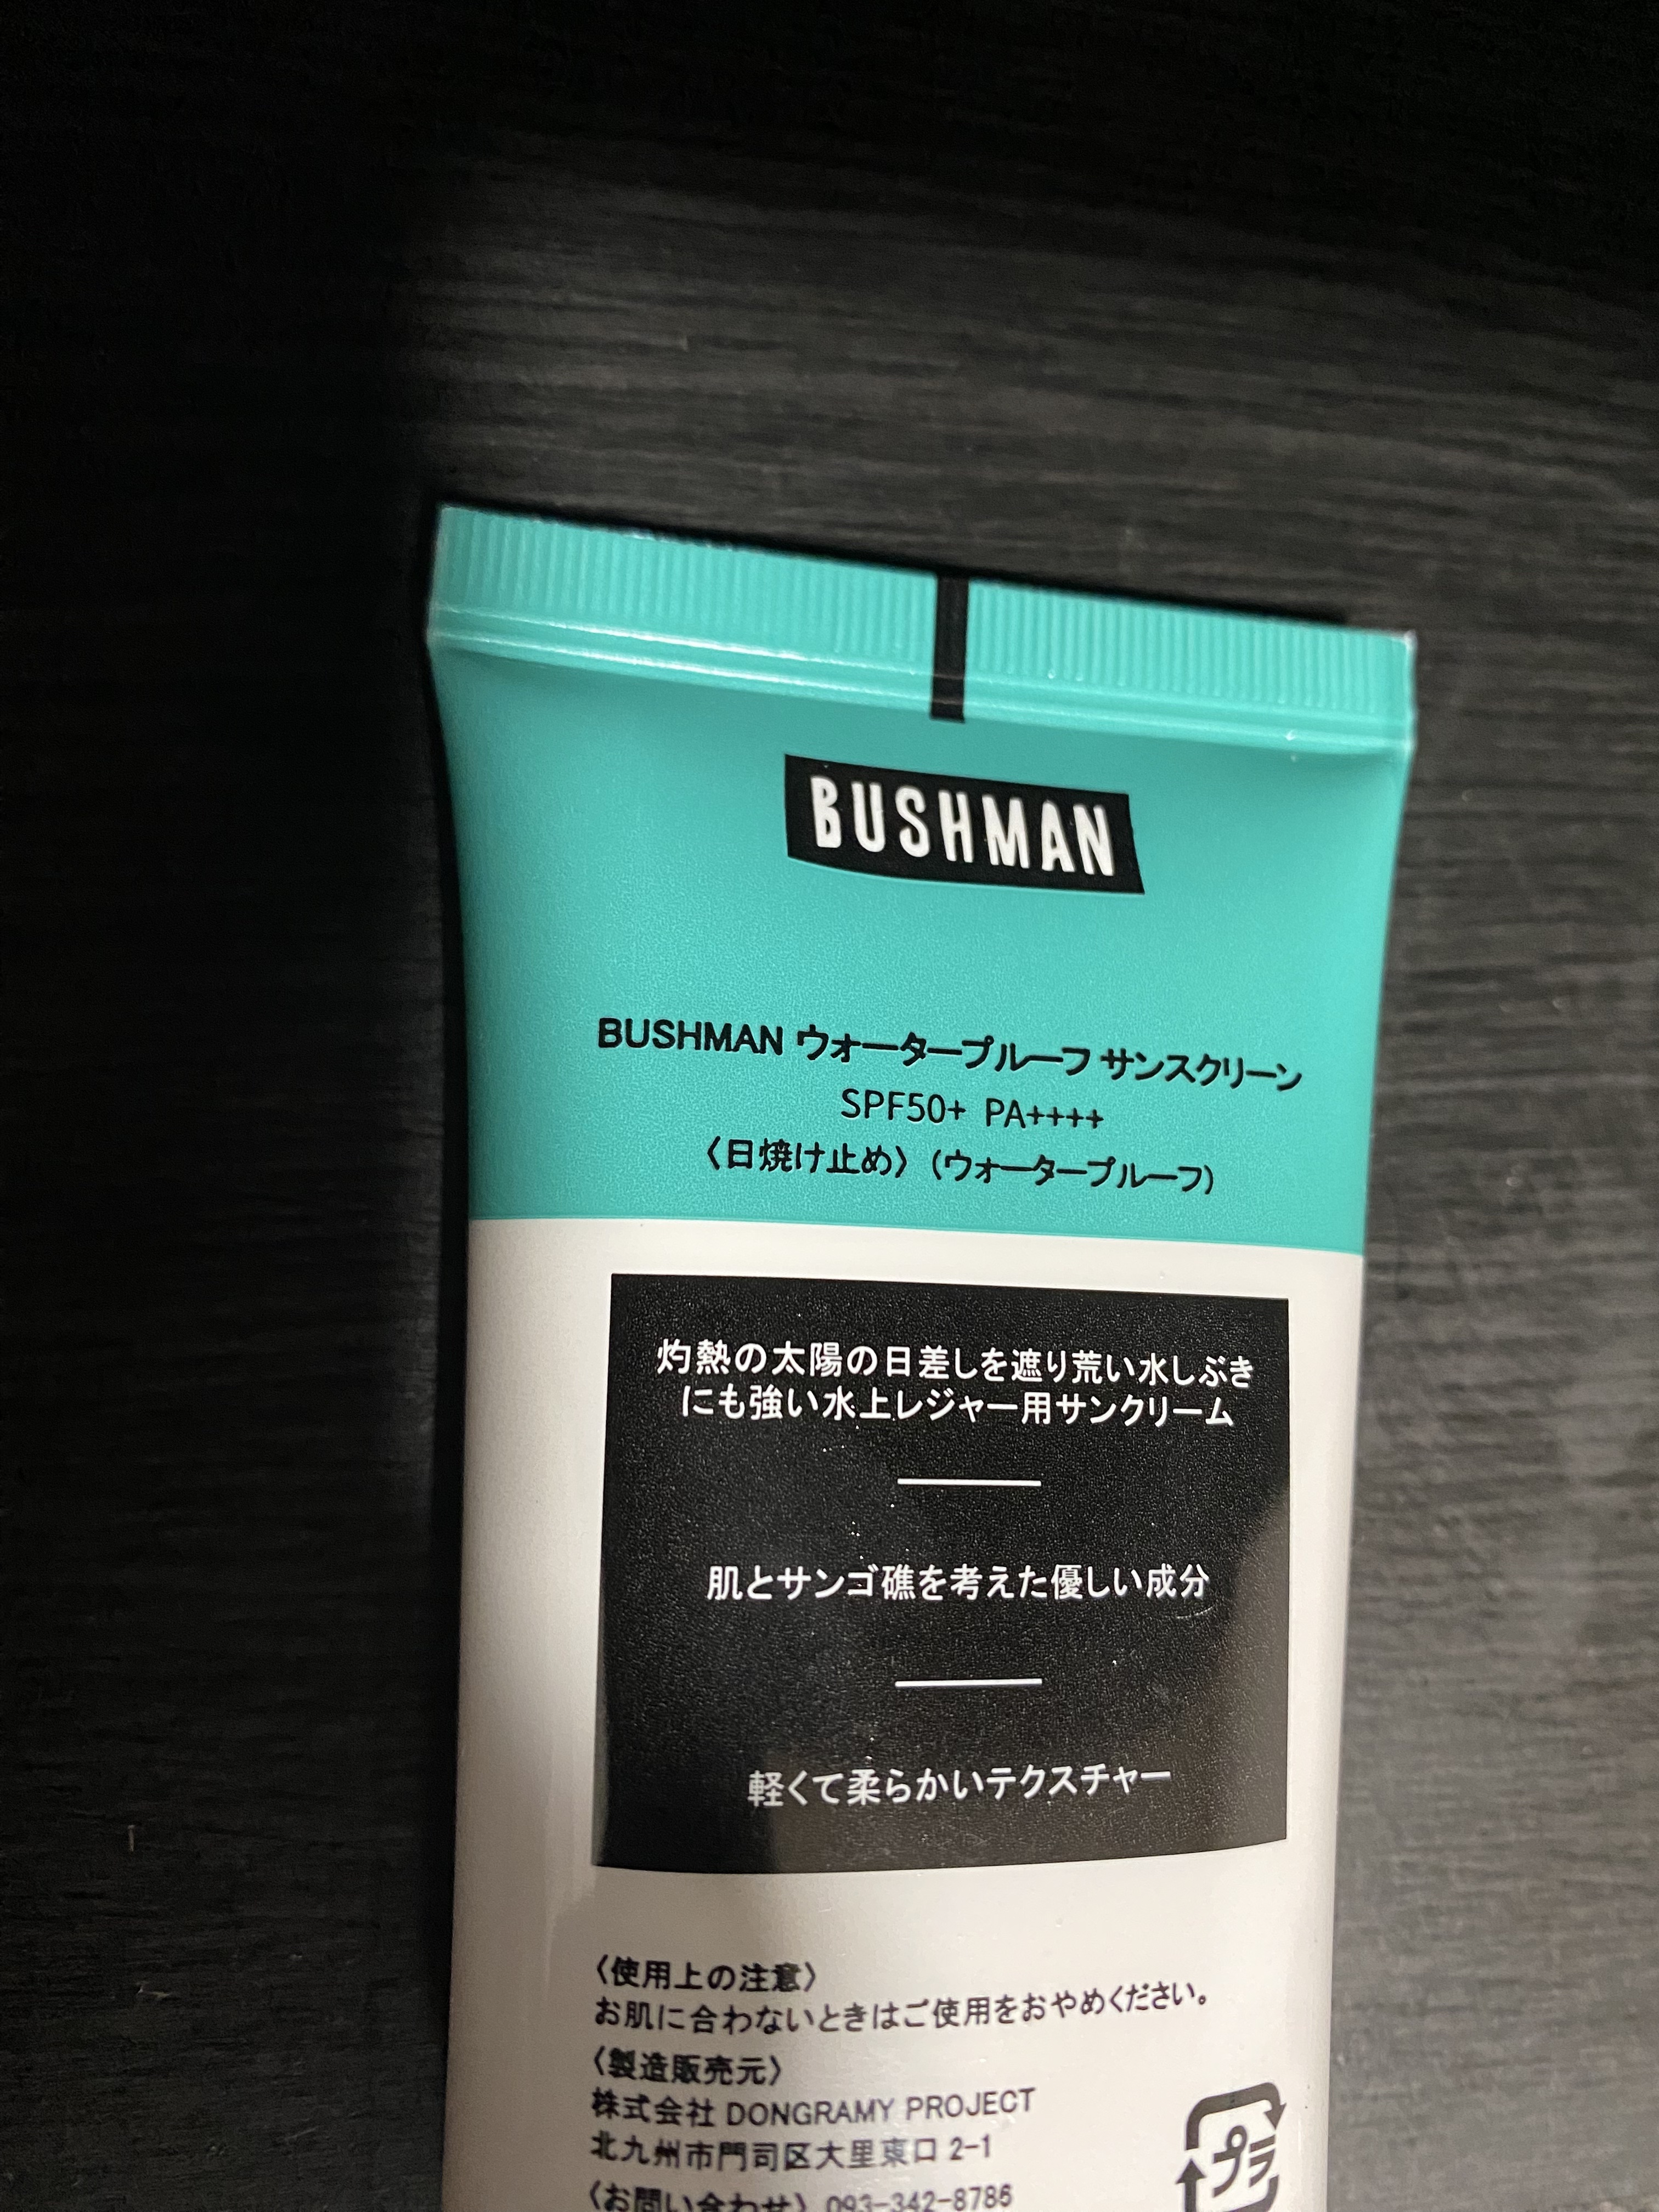 BUSHMAN
BUSHMAN ウォータープルーフ サンスクリーン
SPF50+ PA++++
〈日焼け止め〉(ウォータープルーフ)
灼熱の太陽の日差しを遮り荒い水しぶき
にも強い水上レジャー用サンクリーム
肌とサンゴ礁を考えた優しい成分
軽くて柔らかいテクスチャー
〈使用上の注意〉
お肌に合わないときはご使用をおやめください。
〈製造販売元〉
株式会社 DONGRAMY PROJECT
北九州市門司区大里東口 2-1
〈お問い合わせ〉 093-342-8786
プラ